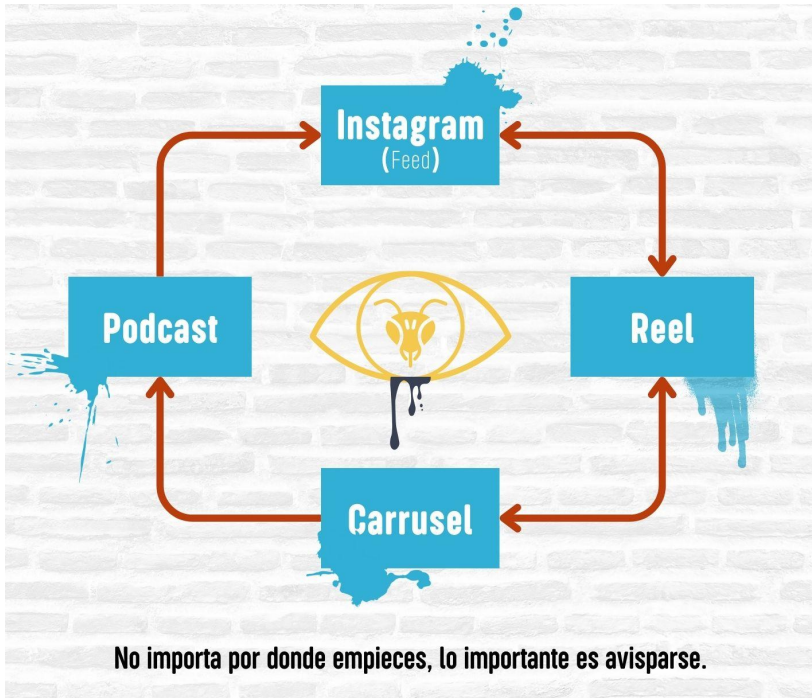 Instagram
(Feed)
Podcast
Reel
Carrusel
No importa por donde empieces, lo importante es avisparse.